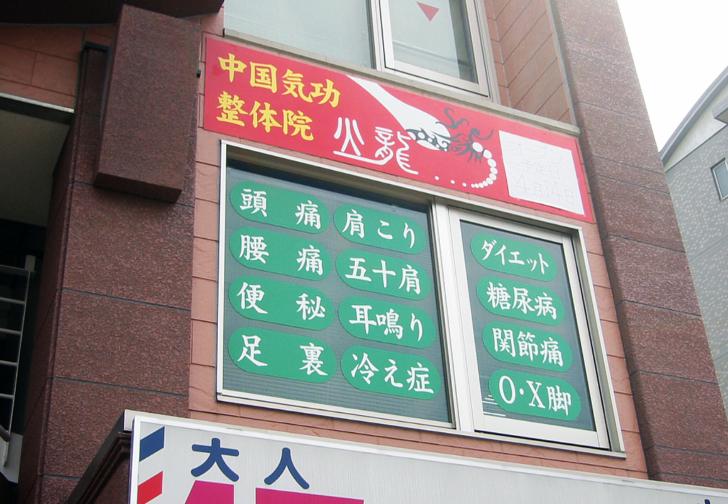 中国気功
整体院
火龍
頭痛
腰痛
便秘
足裏
肩こり
五十肩
耳鳴り
冷え症
ダイエット
糖尿病
関節痛
O・X脚
大人